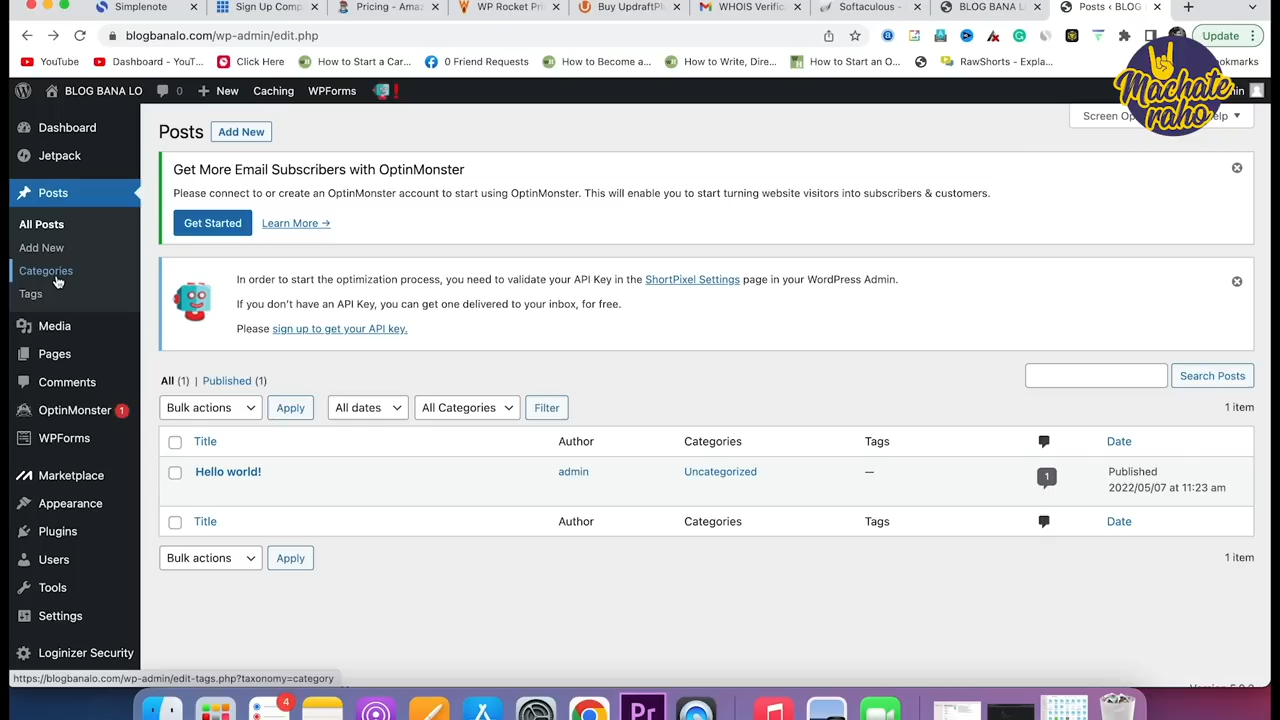 Simplenote
Sign Up Comp
Pricing - Amaz
WP Rocket Pri
Buy UpdraftPl
WHOIS Verific
Softaculous -
BLOG BANA L
Posts ‹ BLOG
blogbanalo.com/wp-admin/edit.php
Update
YouTube
Dashboard - YouT...
Click Here
How to Start a Car...
0 Friend Requests
How to Become a...
How to Write, Dire...
How to Start an O...
RawShorts - Expla...
okmarks
Machate
raho
BLOG BANA LO
0
New
Caching
WPForms
!
Dashboard
Jetpack
Posts
All Posts
Add New
Categories
Tags
Media
Pages
Comments
OptinMonster 1
WPForms
Marketplace
Appearance
Plugins
Users
Tools
Settings
Loginizer Security
Posts
Add New
Screen Op
elp
Get More Email Subscribers with OptinMonster
Please connect to or create an OptinMonster account to start using OptinMonster. This will enable you to start turning website visitors into subscribers & customers.
Get Started
Learn More →
In order to start the optimization process, you need to validate your API Key in the ShortPixel Settings page in your WordPress Admin.
If you don't have an API Key, you can get one delivered to your inbox, for free.
Please sign up to get your API key.
All (1) | Published (1)
Search Posts
Bulk actions
Apply
All dates
All Categories
Filter
1 item
Title
Author
Categories
Tags
Date
Hello world!
admin
Uncategorized
—
1
Published
2022/05/07 at 11:23 am
Title
Author
Categories
Tags
Date
Bulk actions
Apply
1 item
https://blogbanalo.com/wp-admin/edit-tags.php?taxonomy=category
4
Pr